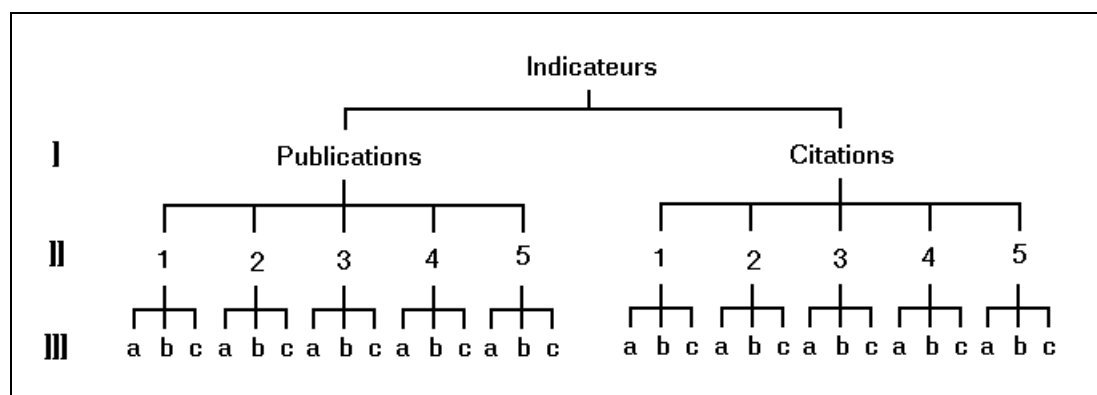 Indicateurs
I Publications Citations
II 1 2 3 4 5 1 2 3 4 5
III a b c a b c a b c a b c a b c a b c a b c a b c a b c a b c